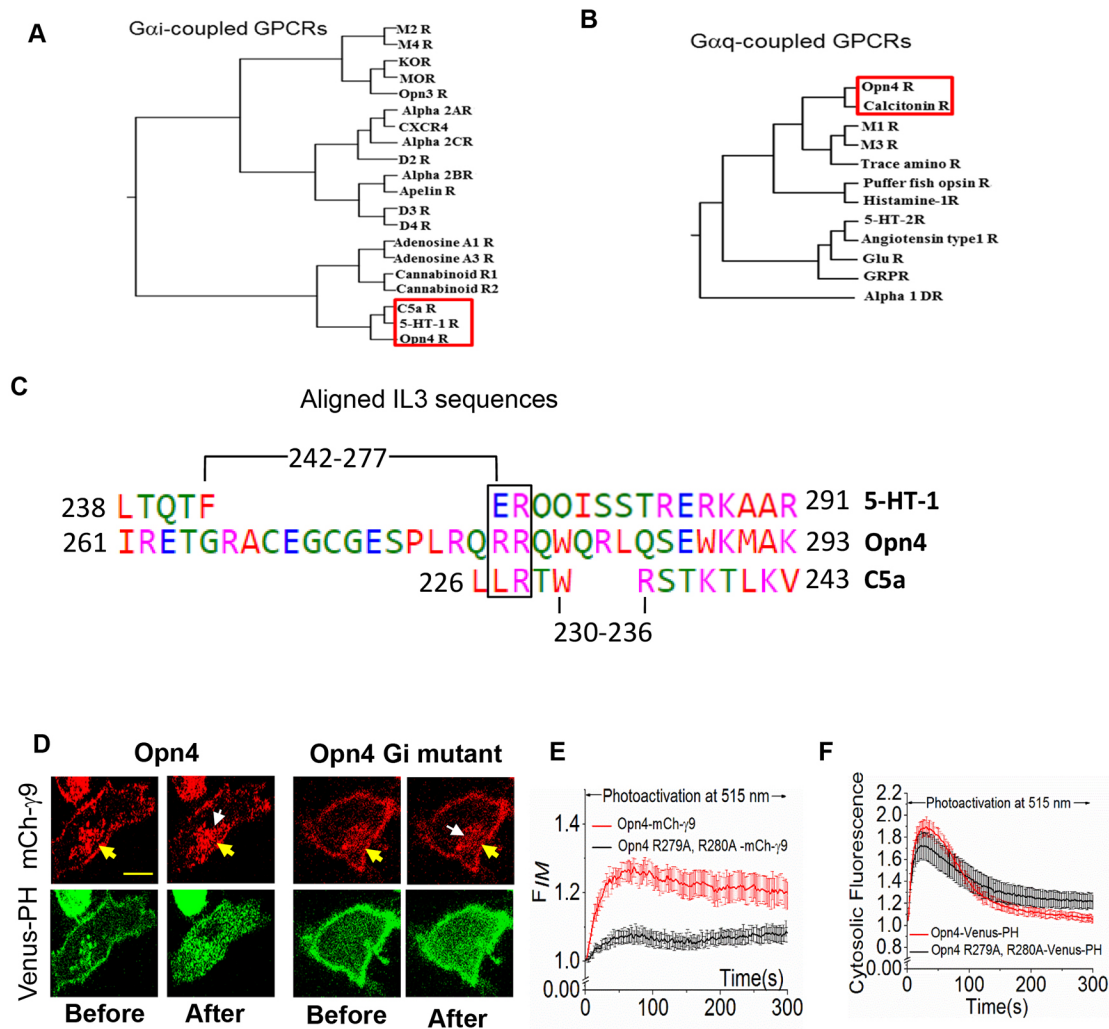 A
Gαi-coupled GPCRs
M2 R
M4 R
KOR
MOR
Opn3 R
Alpha 2AR
CXCR4
Alpha 2CR
D2 R
Alpha 2BR
Apelin R
D3 R
D4 R
Adenosine A1 R
Adenosine A3 R
Cannabinoid R1
Cannabinoid R2
C5a R
5-HT-1 R
Opn4 R
B
Gαq-coupled GPCRs
Opn4 R
Calcitonin R
M1 R
M3 R
Trace amino R
Puffer fish opsin R
Histamine-1R
5-HT-2R
Angiotensin type1 R
Glu R
GRPR
Alpha 1 DR
C
Aligned IL3 sequences
242-277
238 LTQTF ERQQISSTRERKAAR 291 5-HT-1
261 IRETGRACEGCGESPLRQRRQWQRLQSEWKMAK 293 Opn4
226 LLRTW RSTKTLKV 243 C5a
230-236
D
Opn4
Opn4 Gi mutant
mCh-γ9
Venus-PH
Before
After
Before
After
E
Photoactivation at 515 nm
Opn4-mCh-γ9
Opn4 R279A, R280A -mCh-γ9
FIM
1.4
1.2
1.0
0.00
0
100
200
300
Time(s)
F
Photoactivation at 515 nm
Cytosolic Fluorescence
2.2
2.0
1.8
1.6
1.4
1.2
1.0
0.8
0.00
Opn4-Venus-PH
Opn4 R279A, R280A-Venus-PH
0
100
200
300
Time(s)